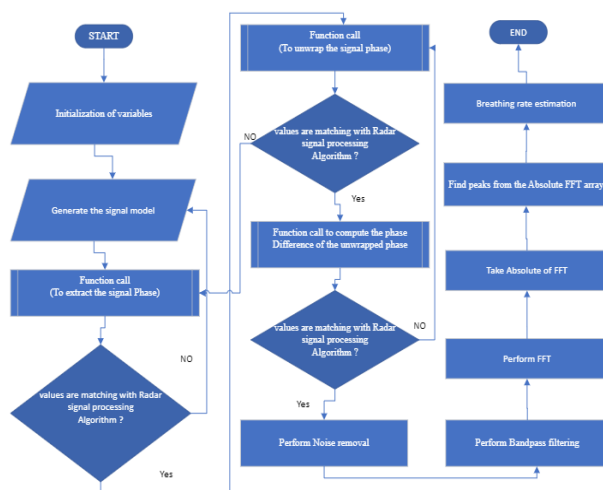 START
Initialization of variables
Generate the signal model
Function call
(To extract the signal Phase)
NO
values are matching with Radar
signal processing
Algorithm ?
Yes
Function call
(To unwrap the signal phase)
NO
values are matching with Radar
signal processing
Algorithm ?
Yes
Function call to compute the phase
Difference of the unwrapped phase
values are matching with Radar
signal processing
Algorithm ?
NO
Yes
Perform Noise removal
Perform Bandpass filtering
Perform FFT
Take Absolute of FFT
Find peaks from the Absolute FFT array
Breathing rate estimation
END